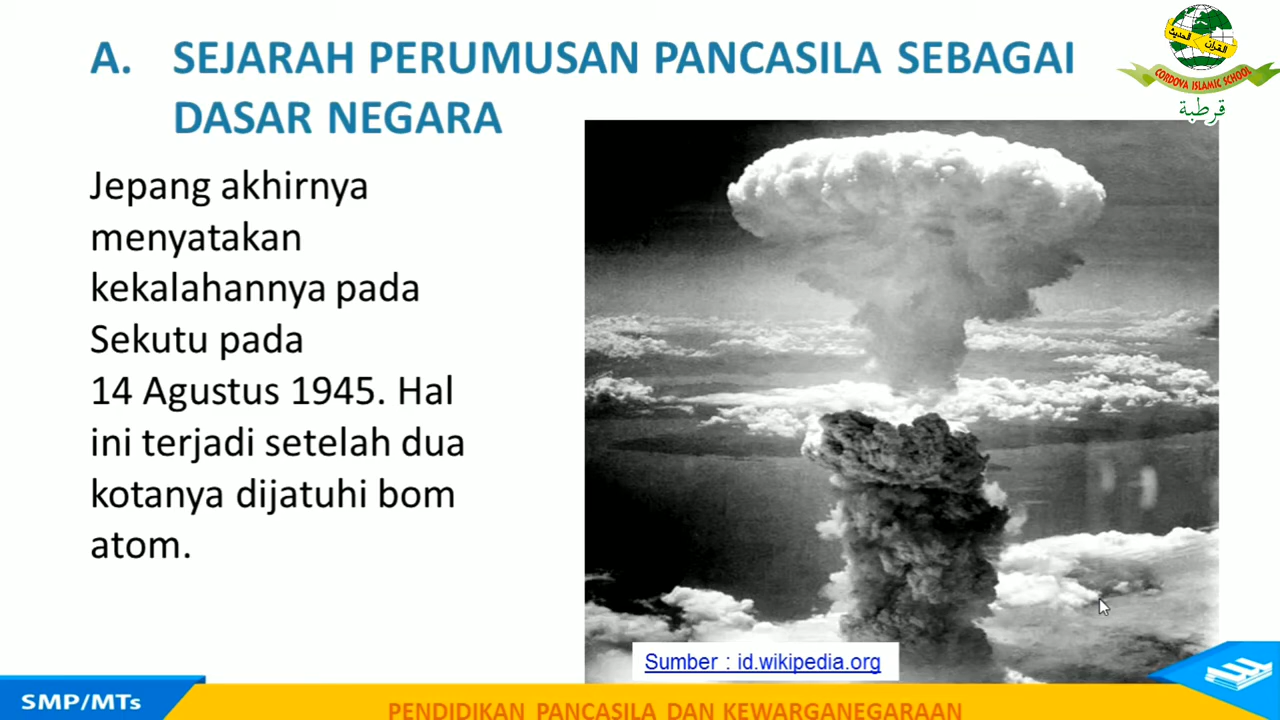 A. SEJARAH PERUMUSAN PANCASILA SEBAGAI
DASAR NEGARA
القرآن
الحديث
CORDOVA ISLAMIC SCHOOL
قرطبة
Jepang akhirnya
menyatakan
kekalahannya pada
Sekutu pada
14 Agustus 1945. Hal
ini terjadi setelah dua
kotanya dijatuhi bom
atom.
Sumber : id.wikipedia.org
SMP/MTs
PENDIDIKAN PANCASILA DAN KEWARGANEGARAAN